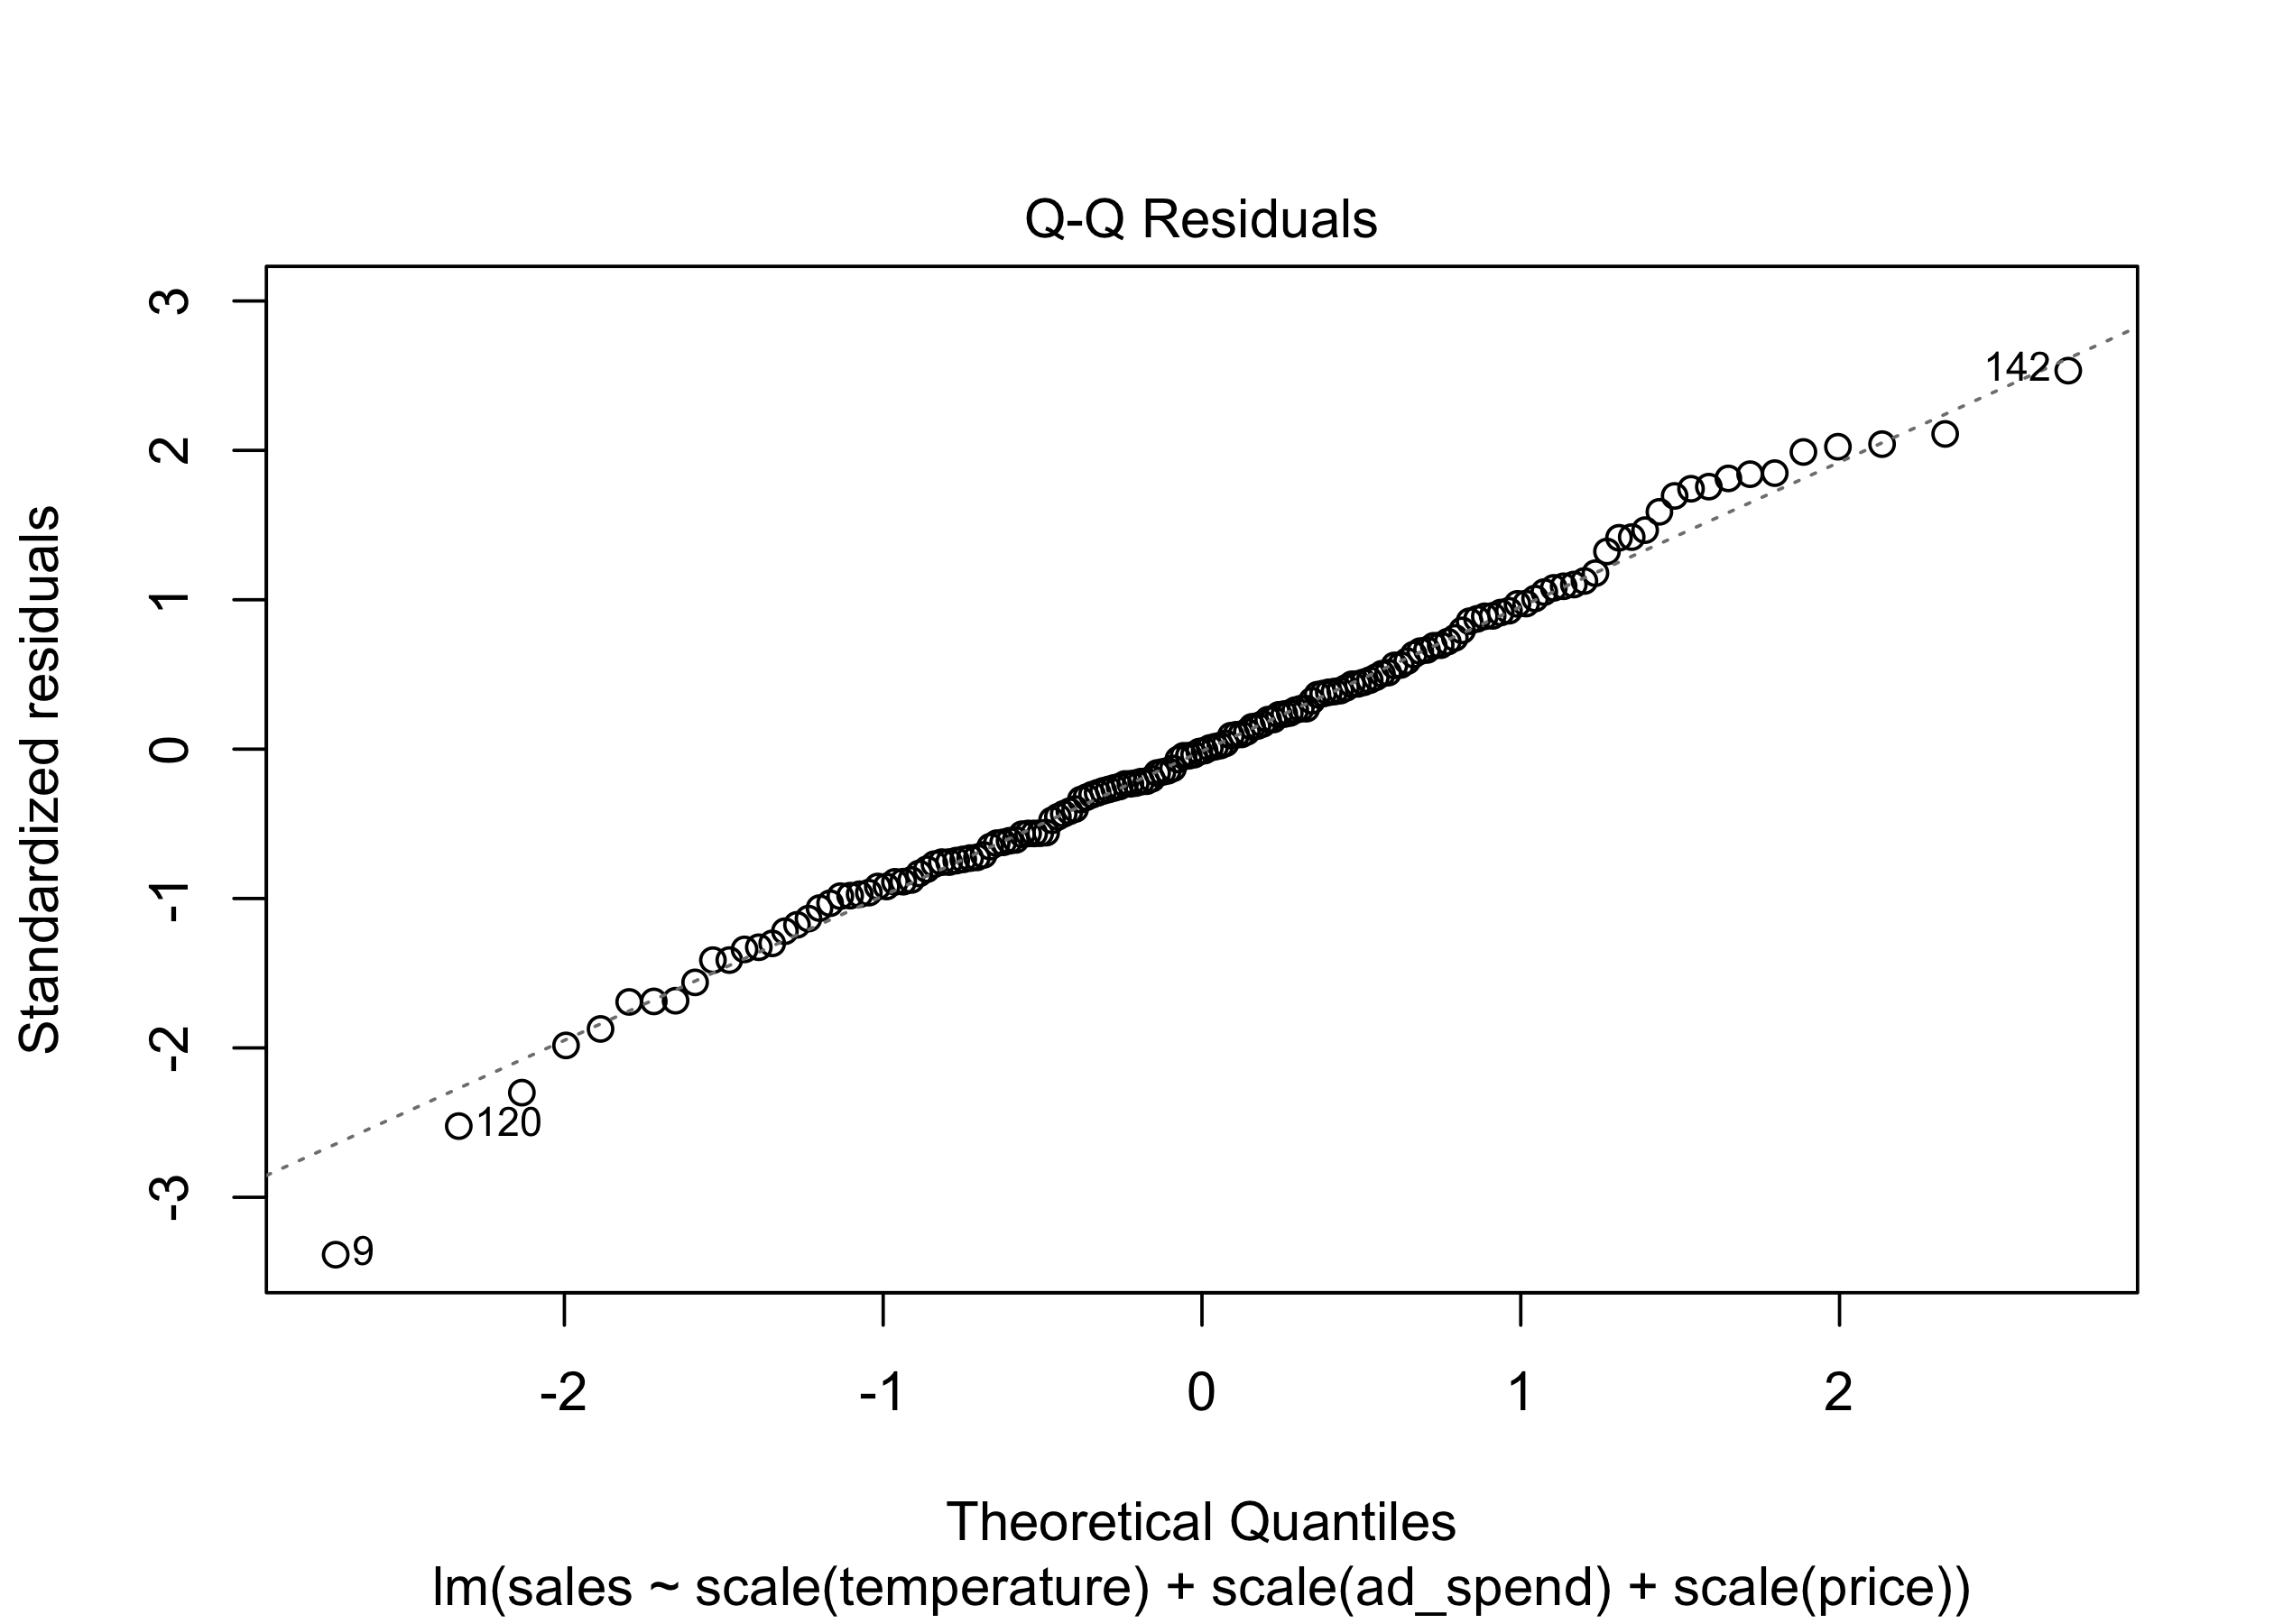 Q-Q Residuals
Standardized residuals
3
2
1
0
-1
-2
-3
142
120
9
-2 -1 0 1 2
Theoretical Quantiles
lm(sales ~ scale(temperature) + scale(ad_spend) + scale(price))